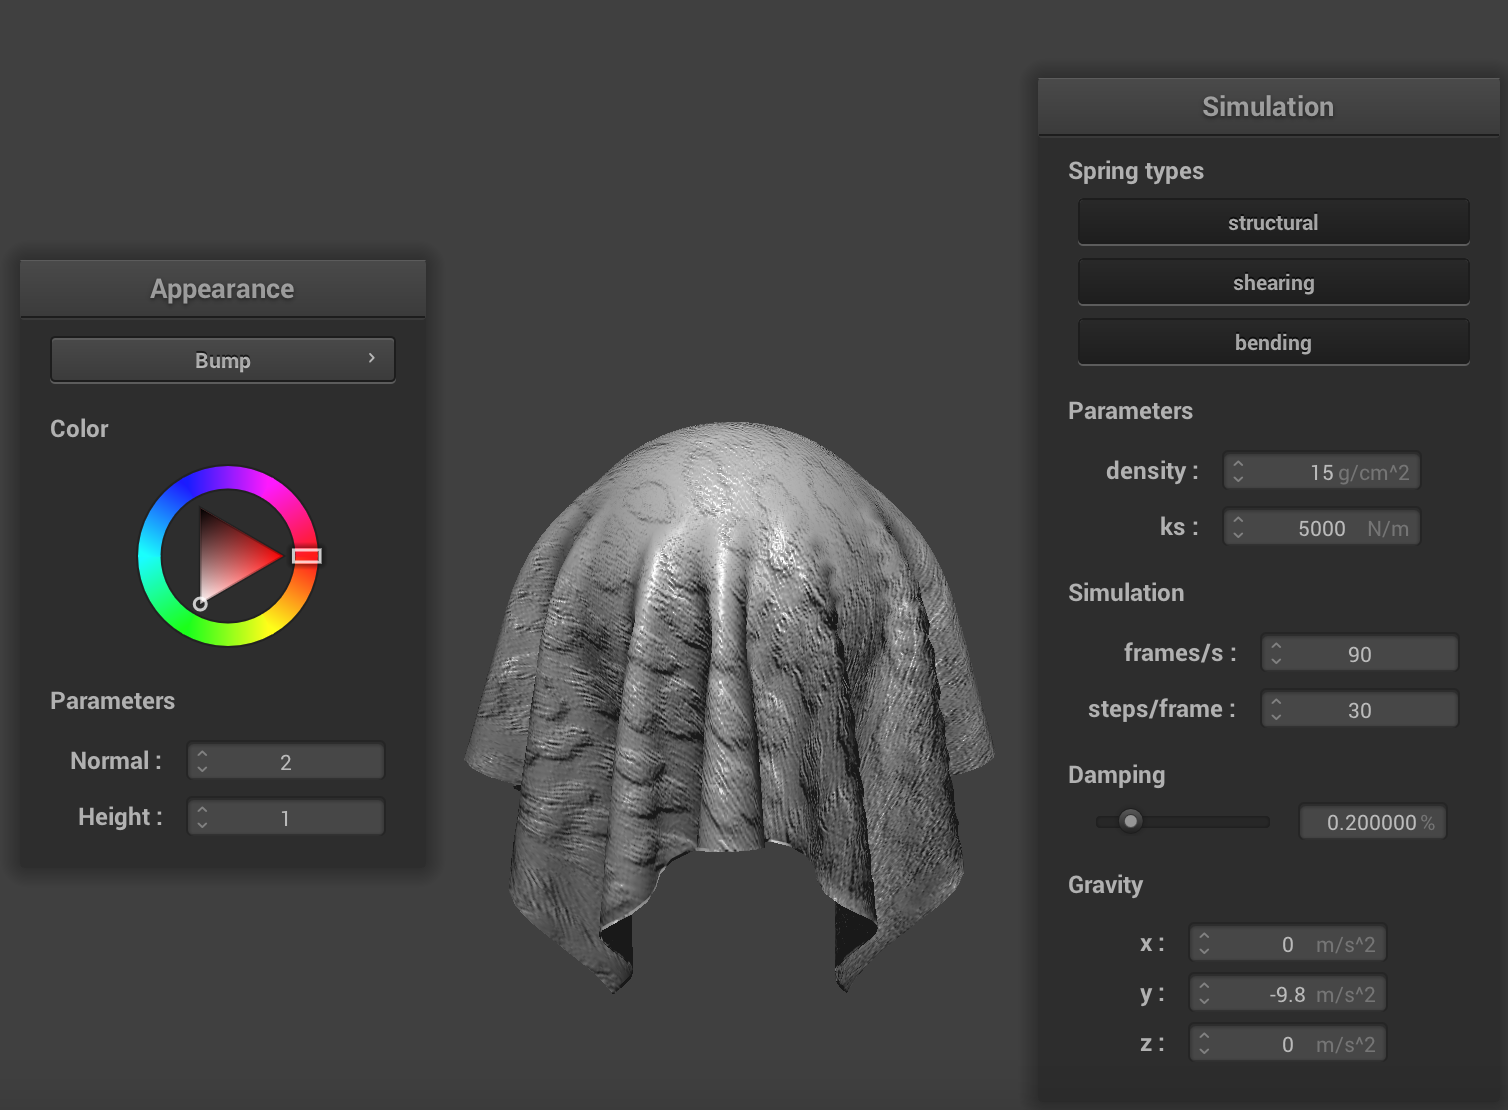 Appearance
Bump
Color
Parameters
Normal : 2
Height : 1
Simulation
Spring types
structural
shearing
bending
Parameters
density : 15 g/cm^2
ks : 5000 N/m
Simulation
frames/s : 90
steps/frame : 30
Damping
0.200000 %
Gravity
x : 0 m/s^2
y : -9.8 m/s^2
z : 0 m/s^2